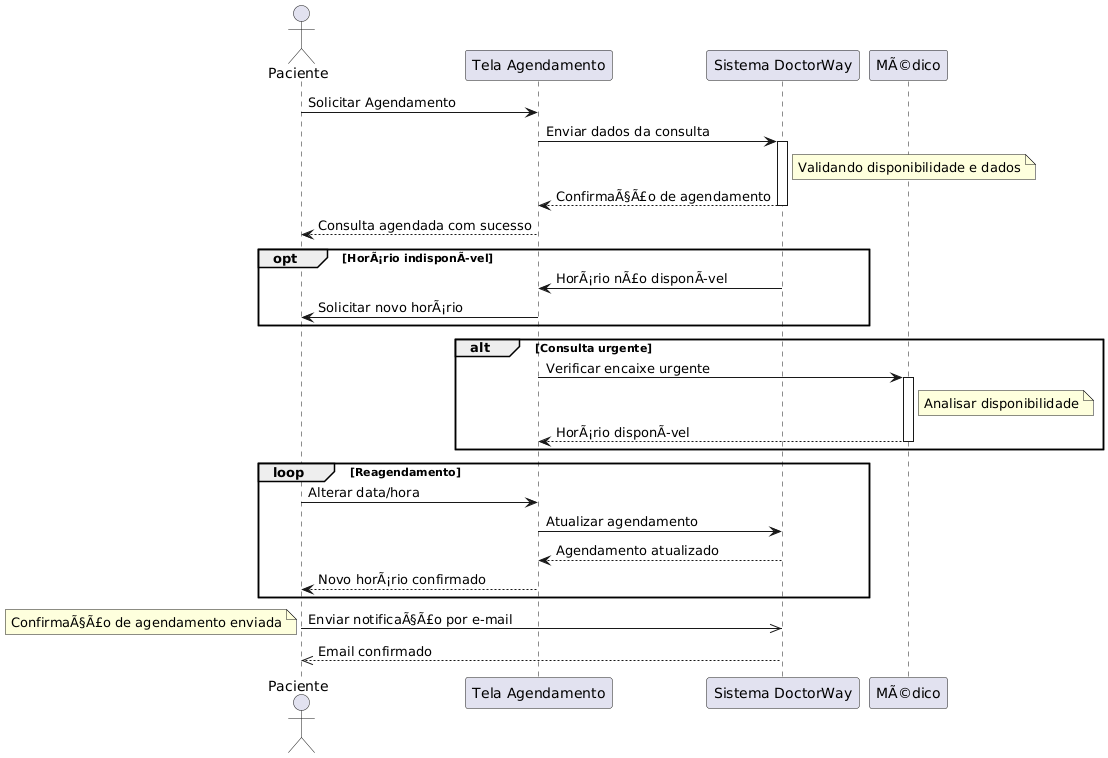 Paciente
Tela Agendamento
Sistema DoctorWay
MÃ©dico
Solicitar Agendamento
Enviar dados da consulta
Validando disponibilidade e dados
ConfirmaÃ§Ã£o de agendamento
Consulta agendada com sucesso
opt
[HorÃ¡rio indisponÃ-vel]
HorÃ¡rio nÃ£o disponÃ-vel
Solicitar novo horÃ¡rio
alt
[Consulta urgente]
Verificar encaixe urgente
Analisar disponibilidade
HorÃ¡rio disponÃ-vel
loop
[Reagendamento]
Alterar data/hora
Atualizar agendamento
Agendamento atualizado
Novo horÃ¡rio confirmado
ConfirmaÃ§Ã£o de agendamento enviada
Enviar notificaÃ§Ã£o por e-mail
Email confirmado
Paciente
Tela Agendamento
Sistema DoctorWay
MÃ©dico